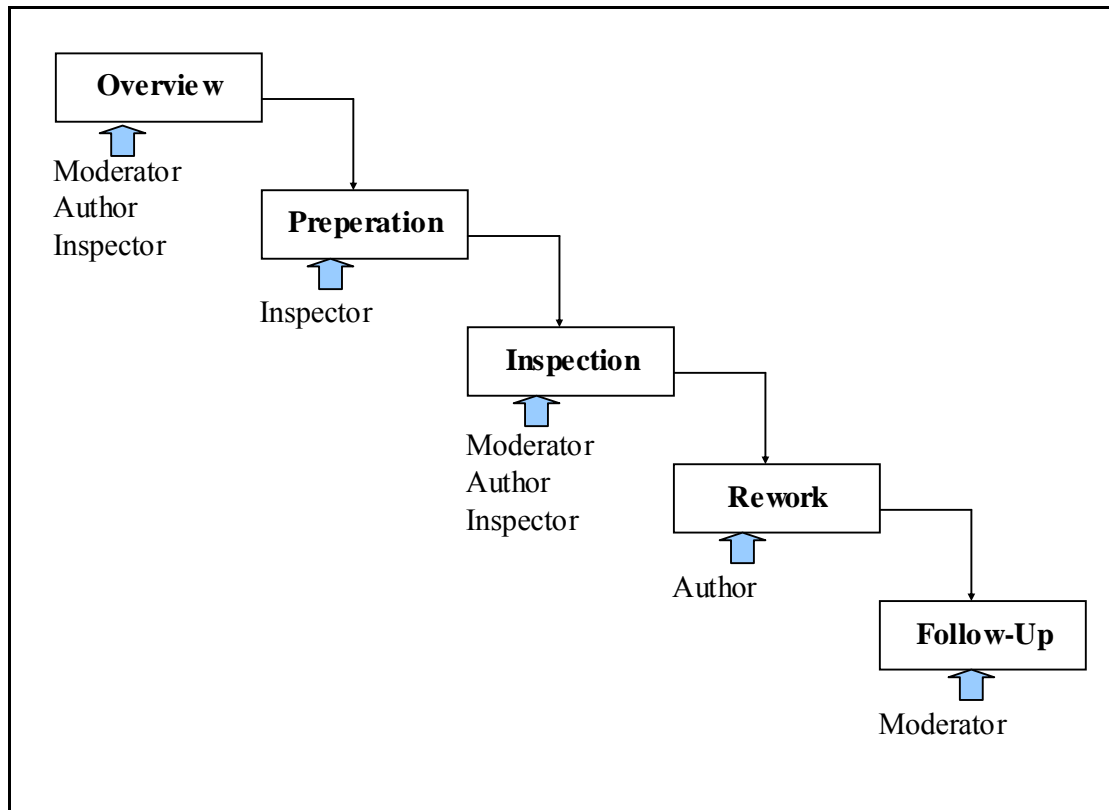 Overview
Moderator
Author
Inspector
Preperation
Inspector
Inspection
Moderator
Author
Inspector
Rework
Author
Follow-Up
Moderator